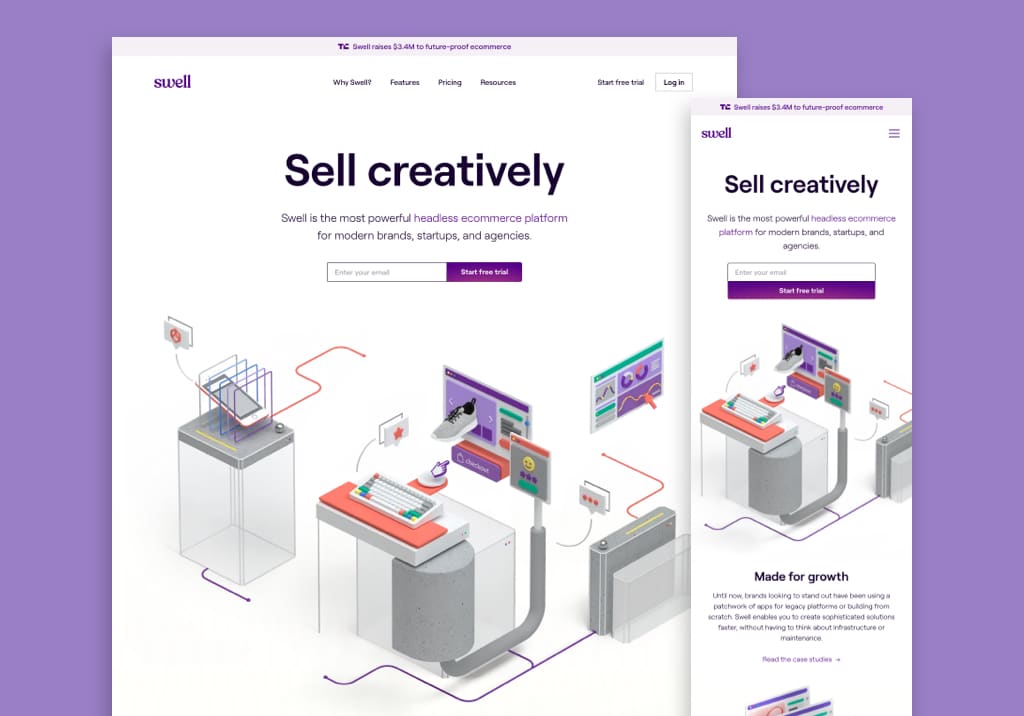 TC Swell raises $3.4M to future-proof ecommerce
swell
Why Swell? Features Pricing Resources
Start free trial Log in
Sell creatively
Swell is the most powerful headless ecommerce platform
for modern brands, startups, and agencies.
Enter your email Start free trial
checkout
TC Swell raises $3.4M to future-proof ecommerce
swell
Sell creatively
Swell is the most powerful headless ecommerce
platform for modern brands, startups, and
agencies.
Enter your email
Start free trial
checkout
Made for growth
Until now, brands looking to stand out have been using a
patchwork of apps for legacy platforms or building from
scratch. Swell enables you to create sophisticated solutions
faster, without having to think about infrastructure or
maintenance.
Read the case studies →